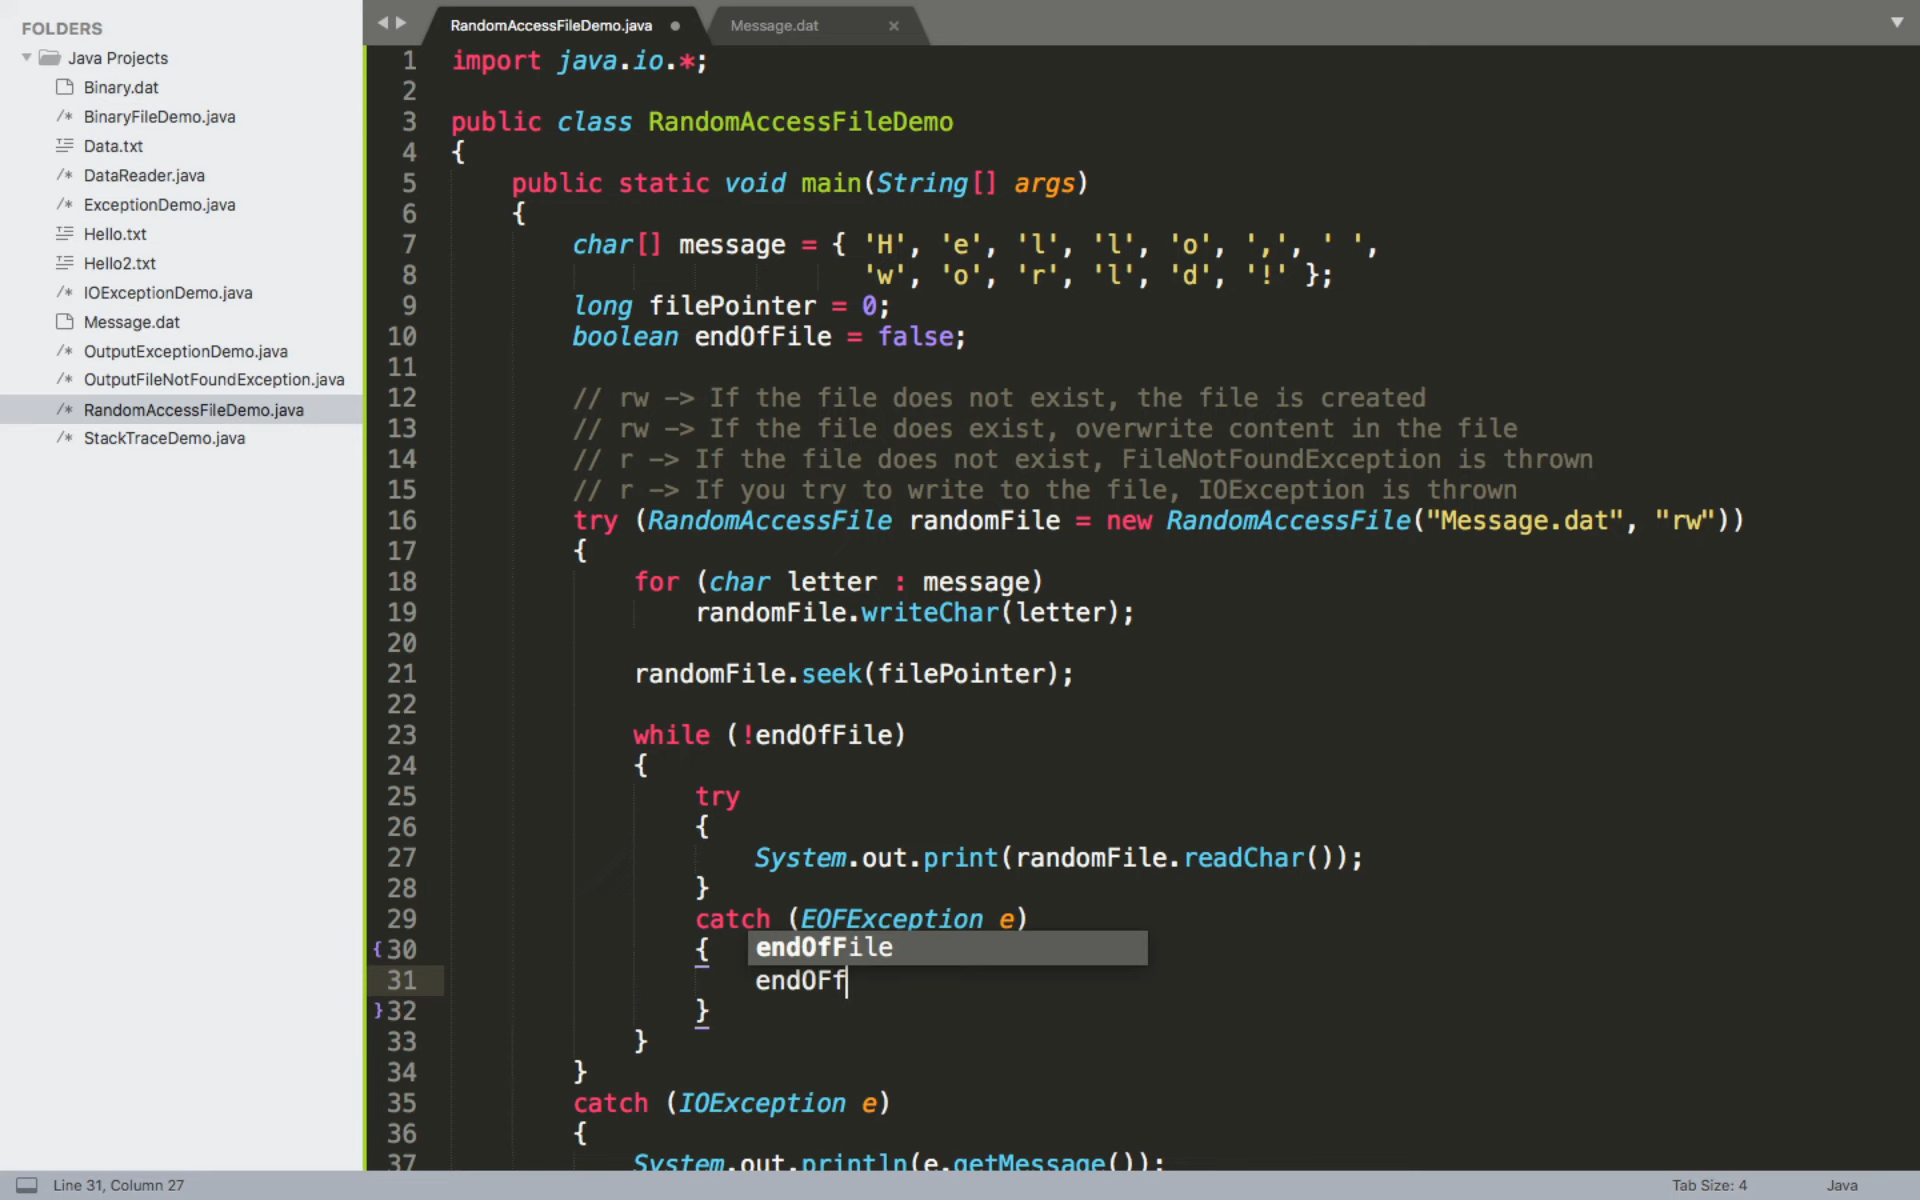 FOLDERS
Java Projects
Binary.dat
/* BinaryFileDemo.java
Data.txt
/* DataReader.java
/* ExceptionDemo.java
Hello.txt
Hello2.txt
/* IOExceptionDemo.java
Message.dat
/* OutputExceptionDemo.java
/* OutputFileNotFoundException.java
/* RandomAccessFileDemo.java
/* StackTraceDemo.java
RandomAccessFileDemo.java Message.dat
1 import java.io.*;
2
3 public class RandomAccessFileDemo
4 {
5 public static void main(String[] args)
6 {
7 char[] message = { 'H', 'e', 'l', 'l', 'o', ',', ' ',
8 'w', 'o', 'r', 'l', 'd', '!' };
9 long filePointer = 0;
10 boolean endOfFile = false;
11
12 // rw -> If the file does not exist, the file is created
13 // rw -> If the file does exist, overwrite content in the file
14 // r -> If the file does not exist, FileNotFoundException is thrown
15 // r -> If you try to write to the file, IOException is thrown
16 try (RandomAccessFile randomFile = new RandomAccessFile("Message.dat", "rw"))
17 {
18 for (char letter : message)
19 randomFile.writeChar(letter);
20
21 randomFile.seek(filePointer);
22
23 while (!endOfFile)
24 {
25 try
26 {
27 System.out.print(randomFile.readChar());
28 }
29 catch (EOFException e)
{ 30 { endOfFile
31 endOFf
} 32 }
33 }
34 }
35 catch (IOException e)
36 {
37 System.out.println(e.getMessage());
Line 31, Column 27 Tab Size: 4 Java